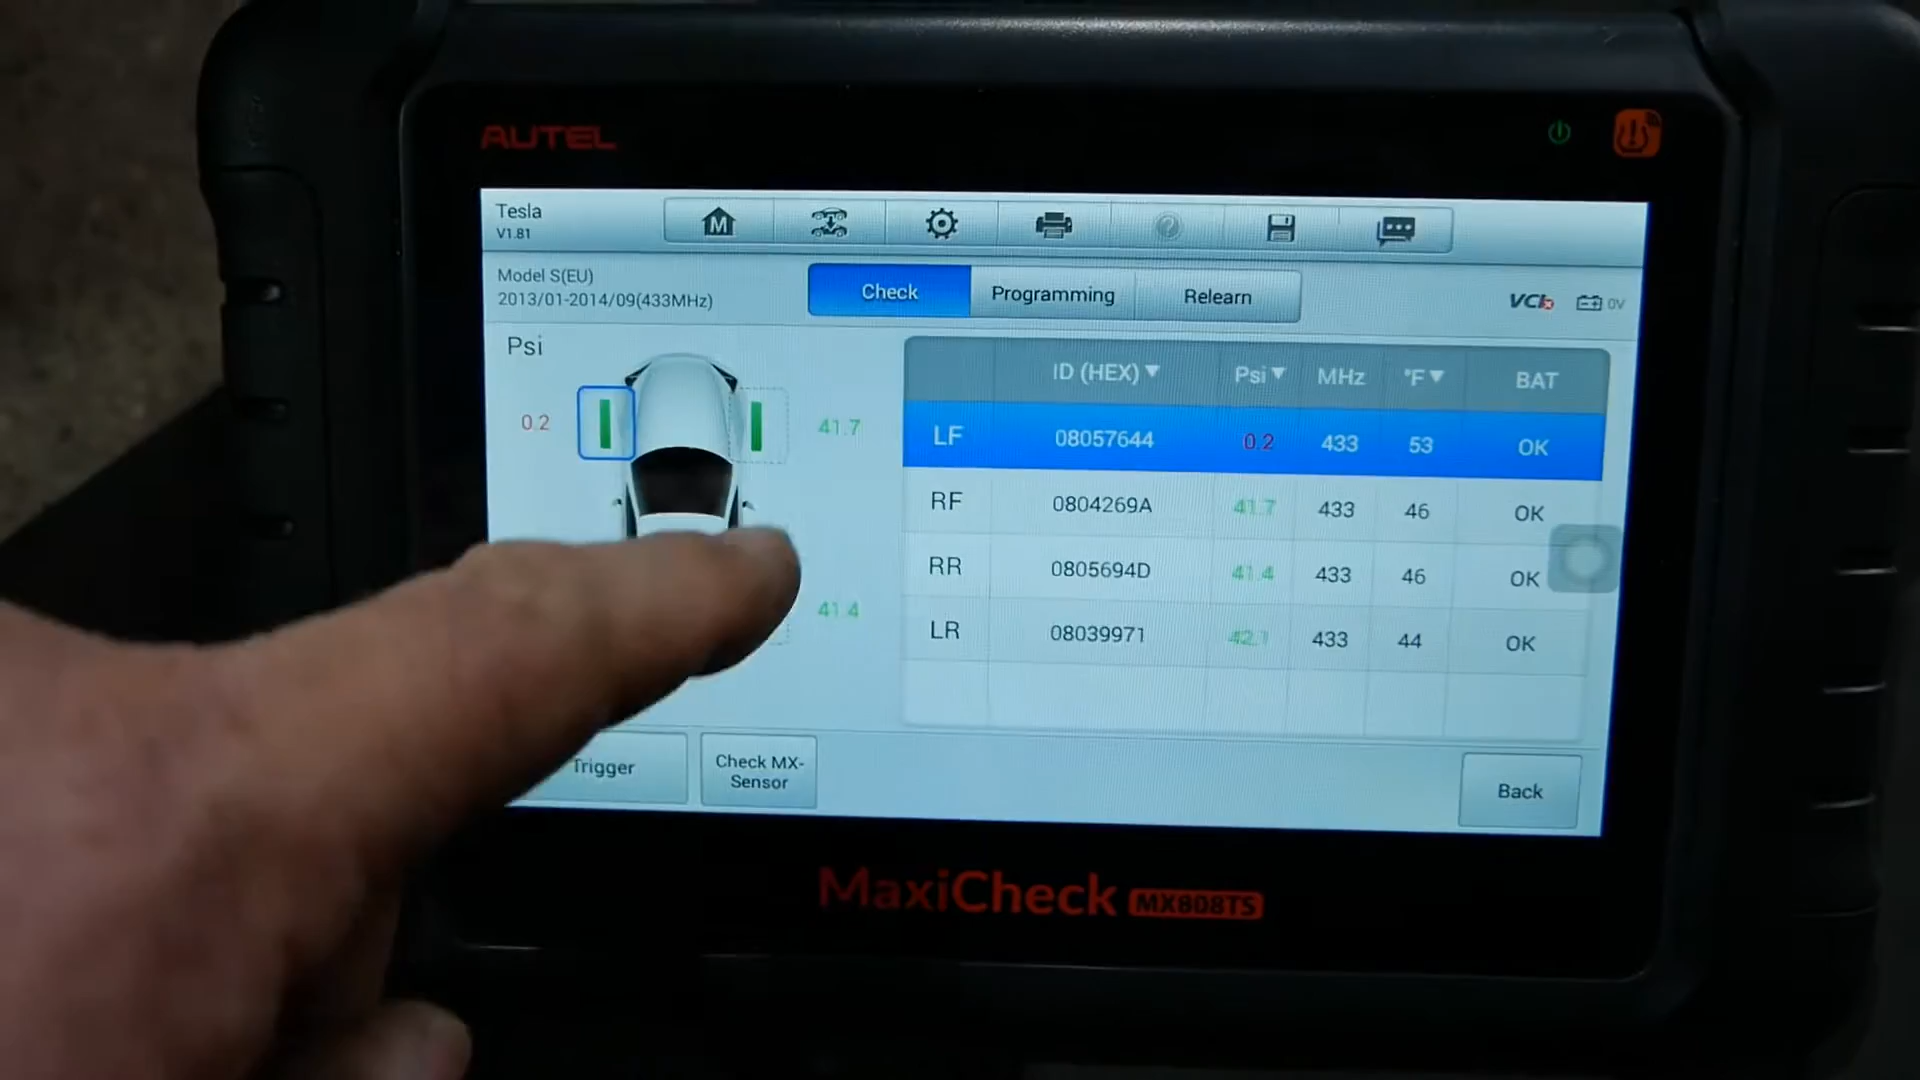 AUTEL
Tesla
V1.81
M
Model S(EU)
2013/01-2014/09(433MHz)
Check
Programming
Relearn
VCI
0V
Psi
0.2
41.7
41.4
ID (HEX) Psi MHz °F BAT
LF 08057644 0.2 433 53 OK
RF 0804269A 41.7 433 46 OK
RR 0805694D 41.4 433 46 OK
LR 08039971 42.1 433 44 OK
Trigger
Check MX-
Sensor
Back
MaxiCheck MX808TS